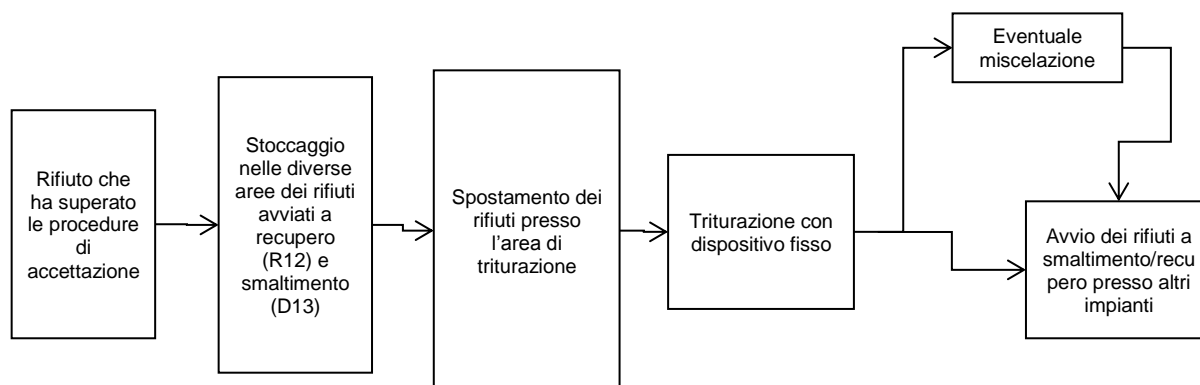 Rifiuto che
ha superato
le procedure
di
accettazione
Stoccaggio
nelle diverse
aree dei rifiuti
avviati a
recupero
(R12) e
smaltimento
(D13)
Spostamento dei
rifiuti presso
l'area di
triturazione
Triturazione con
dispositivo fisso
Eventuale
miscelazione
Avvio dei rifiuti a
smaltimento/recu
pero presso altri
impianti